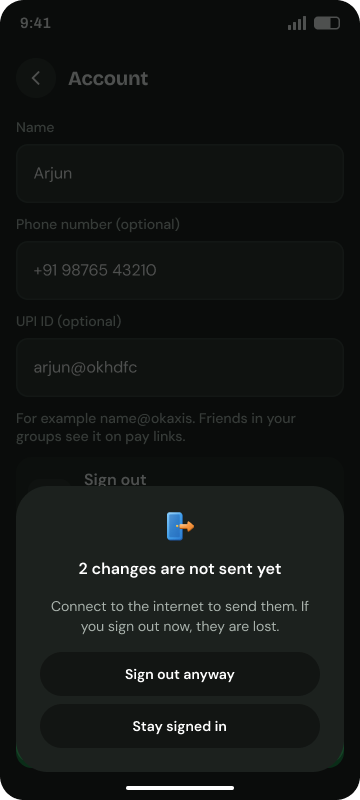 9:41
Account
Name
Arjun
Phone number (optional)
+91 98765 43210
UPI ID (optional)
arjun@okhdfc
For example name@okaxis. Friends in your
groups see it on pay links.
Sign out
2 changes are not sent yet
Connect to the internet to send them. If
you sign out now, they are lost.
Sign out anyway
Stay signed in